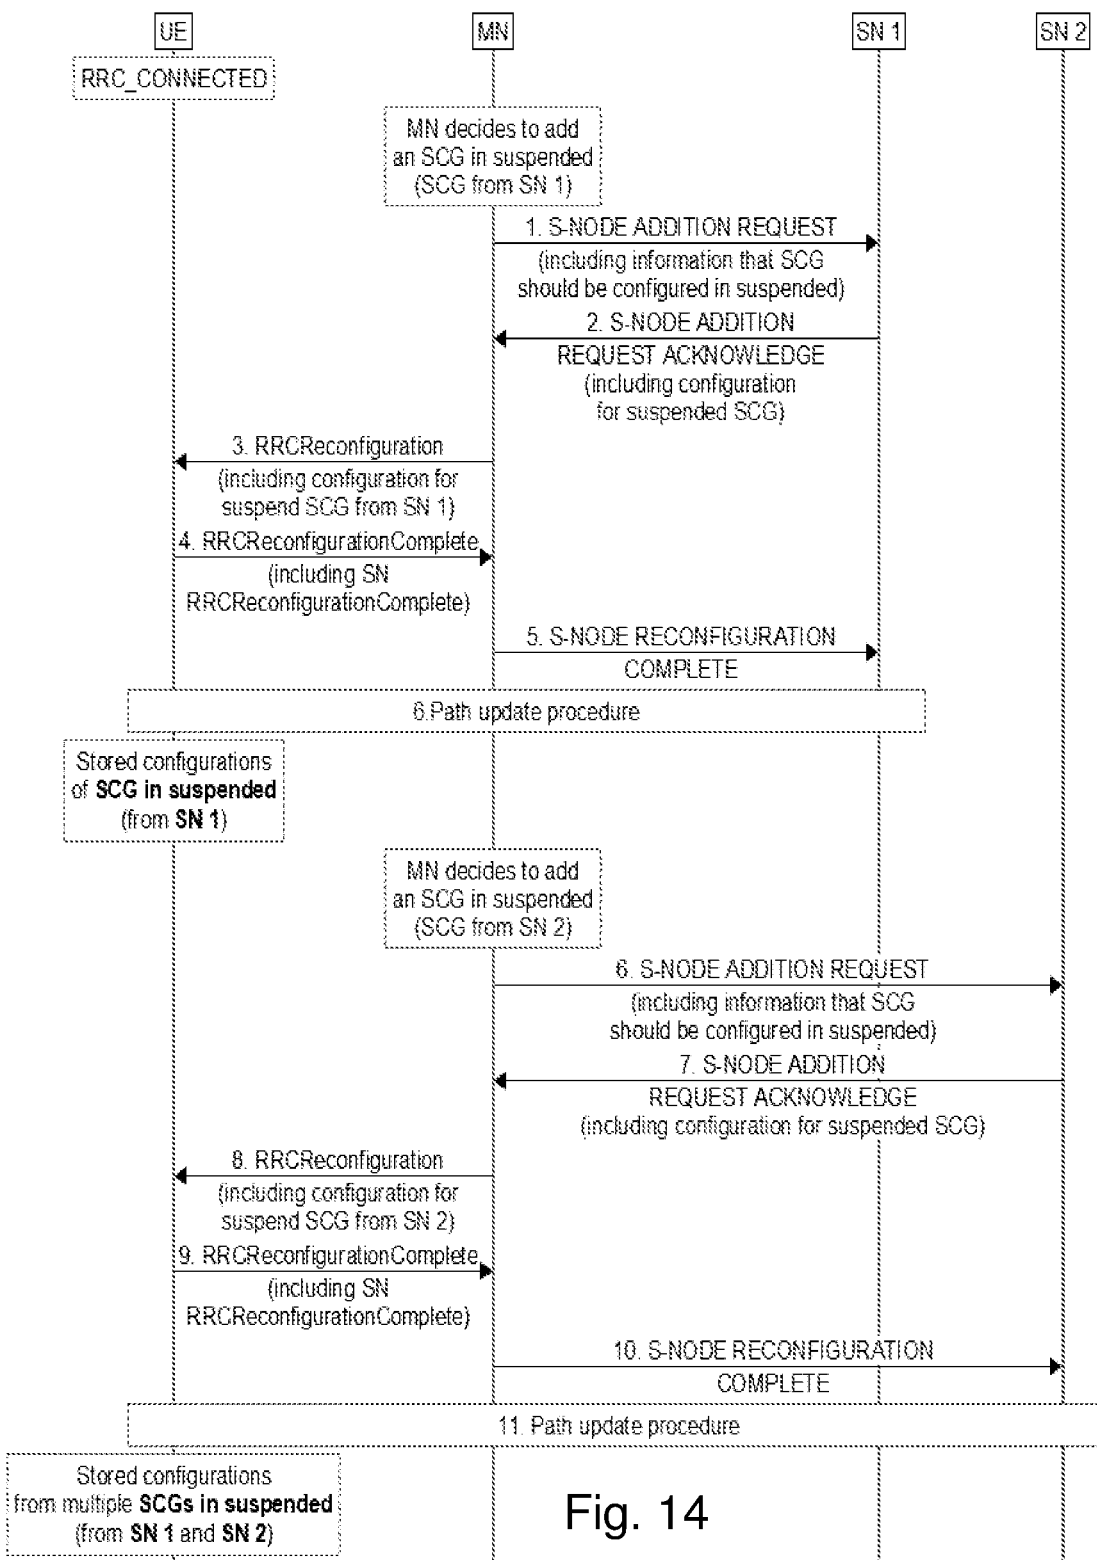 UE
MN
SN 1
SN 2
RRC_CONNECTED
MN decides to add
an SCG in suspended
(SCG from SN 1)
1. S-NODE ADDITION REQUEST
(including information that SCG
should be configured in suspended)
2. S-NODE ADDITION
REQUEST ACKNOWLEDGE
(including configuration
for suspended SCG)
3. RRCReconfiguration
(including configuration for
suspend SCG from SN 1)
4. RRCReconfigurationComplete
(including SN
RRCReconfigurationComplete)
5. S-NODE RECONFIGURATION
COMPLETE
6.Path update procedure
Stored configurations
of SCG in suspended
(from SN 1)
MN decides to add
an SCG in suspended
(SCG from SN 2)
6. S-NODE ADDITION REQUEST
(including information that SCG
should be configured in suspended)
7. S-NODE ADDITION
REQUEST ACKNOWLEDGE
(including configuration for suspended SCG)
8. RRCReconfiguration
(including configuration for
suspend SCG from SN 2)
9. RRCReconfigurationComplete
(including SN
RRCReconfigurationComplete)
10. S-NODE RECONFIGURATION
COMPLETE
11. Path update procedure
Stored configurations
from multiple SCGs in suspended
(from SN 1 and SN 2)
Fig. 14